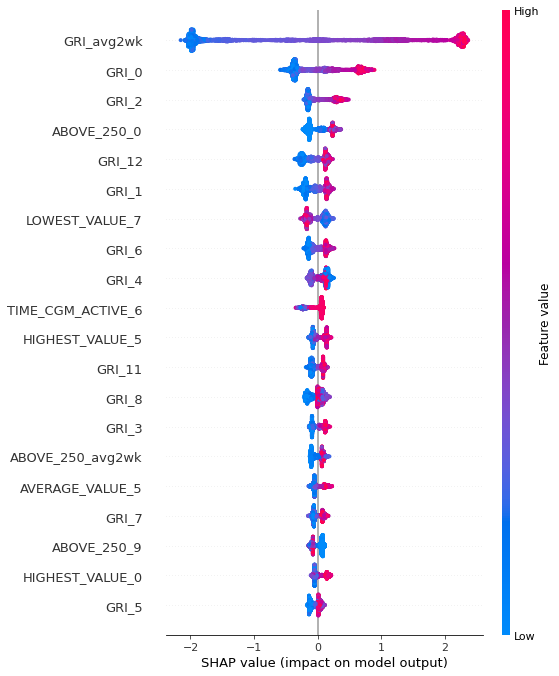 High
GRI_avg2wk
GRI_0
GRI_2
ABOVE_250_0
GRI_12
GRI_1
LOWEST_VALUE_7
GRI_6
GRI_4
TIME_CGM_ACTIVE_6
HIGHEST_VALUE_5
GRI_11
GRI_8
GRI_3
ABOVE_250_avg2wk
AVERAGE_VALUE_5
GRI_7
ABOVE_250_9
HIGHEST_VALUE_0
GRI_5
Feature value
Low
−2 −1 0 1 2
SHAP value (impact on model output)